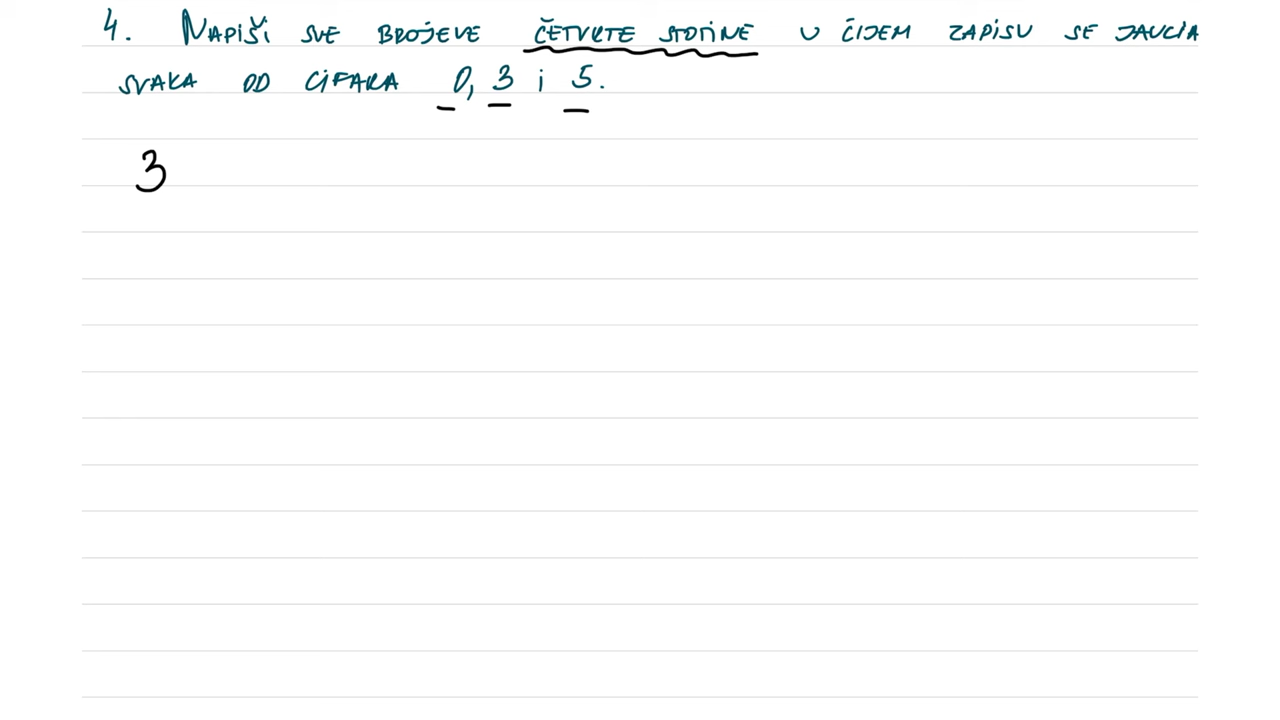 4. NAPIŠI SVE BROJEVE ČETVRTE STOTINE U ČIJEM ZAPISU SE JAVLJA
SVAKA OD CIFARA 0, 3 i 5.
3